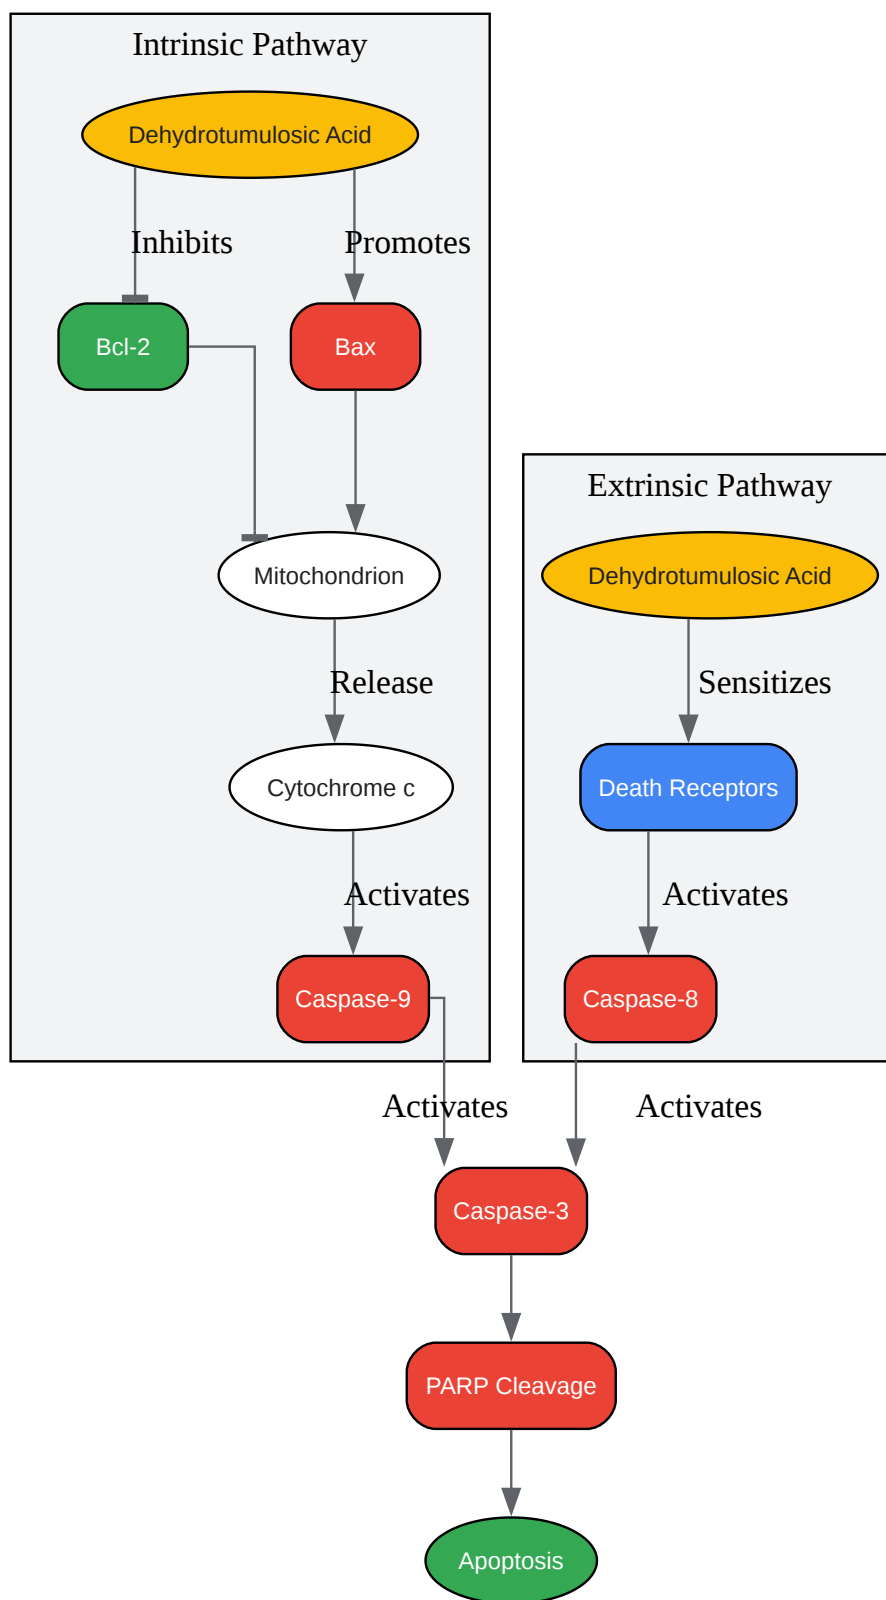 Intrinsic Pathway
Dehydrotumulosic Acid
Inhibits
Promotes
Bcl-2
Bax
Mitochondrion
Release
Cytochrome c
Activates
Caspase-9
Extrinsic Pathway
Dehydrotumulosic Acid
Sensitizes
Death Receptors
Activates
Caspase-8
Activates
Activates
Caspase-3
PARP Cleavage
Apoptosis